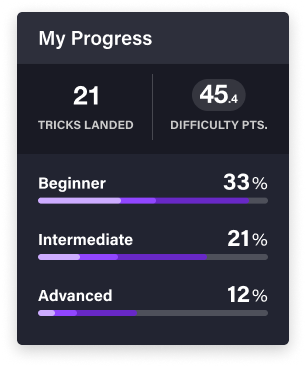 My Progress
21
45.4
TRICKS LANDED
DIFFICULTY PTS.
Beginner 33%
Intermediate 21%
Advanced 12%